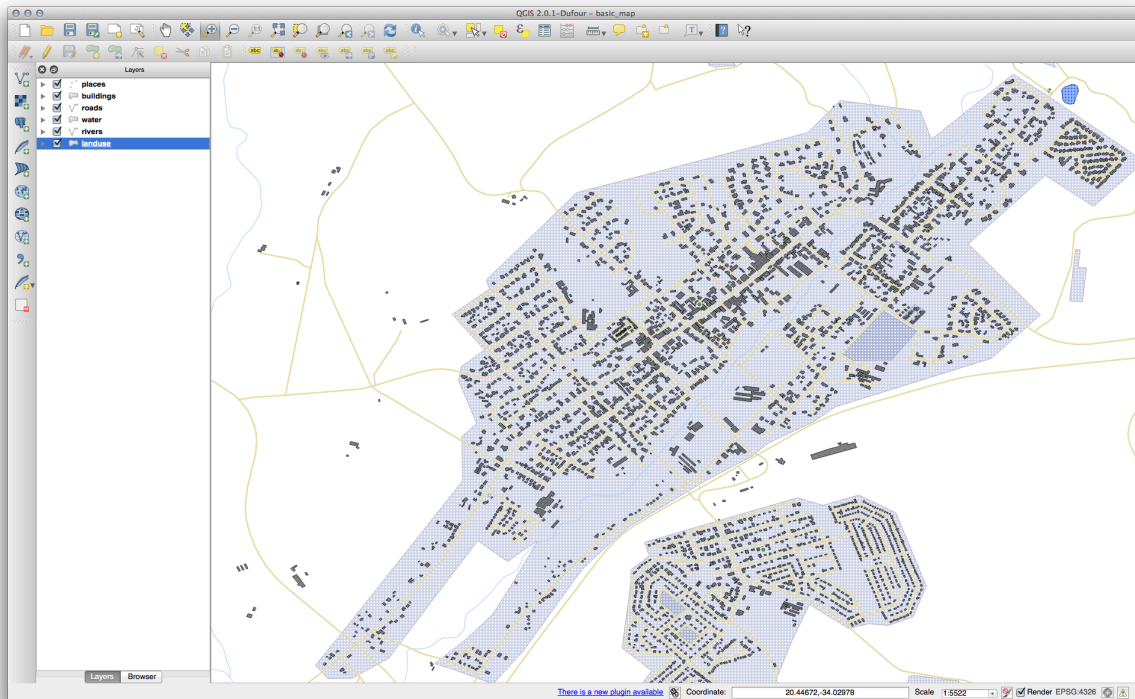 QGIS 2.0.1-Dufour - basic_map
Layers
places
buildings
roads
water
rivers
landuse
Layers Browser
There is a new plugin available Coordinate: 20.44672,-34.02978 Scale 1:5522 Render EPSG:4326